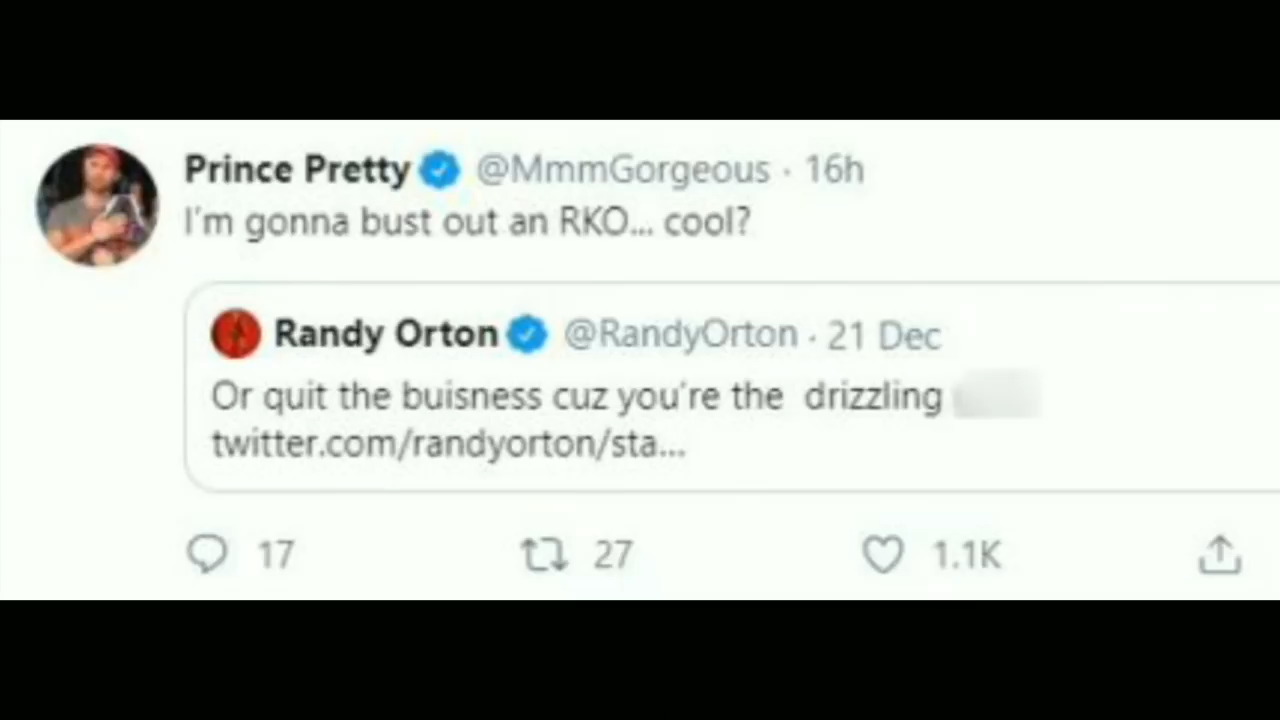 Prince Pretty @MmmGorgeous · 16h
I'm gonna bust out an RKO... cool?
Randy Orton @RandyOrton · 21 Dec
Or quit the buisness cuz you're the drizzling
twitter.com/randyorton/sta...
17 27 1.1K